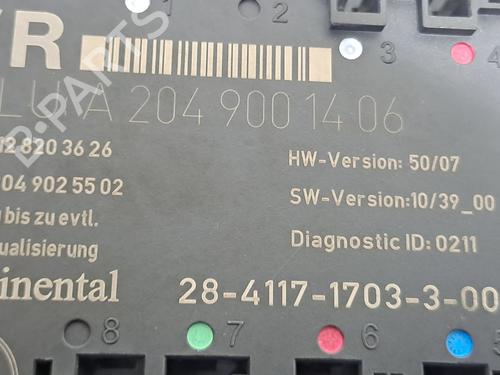 1 2 3 4
R
LU A 204 900 14 06
12 820 36 26
04 902 55 02
bis zu evtl.
ualisierung
inental
HW-Version: 50/07
SW-Version:10/39_00
Diagnostic ID: 0211
28-4117-1703-3-00
8 7 6 5
B-PARTS